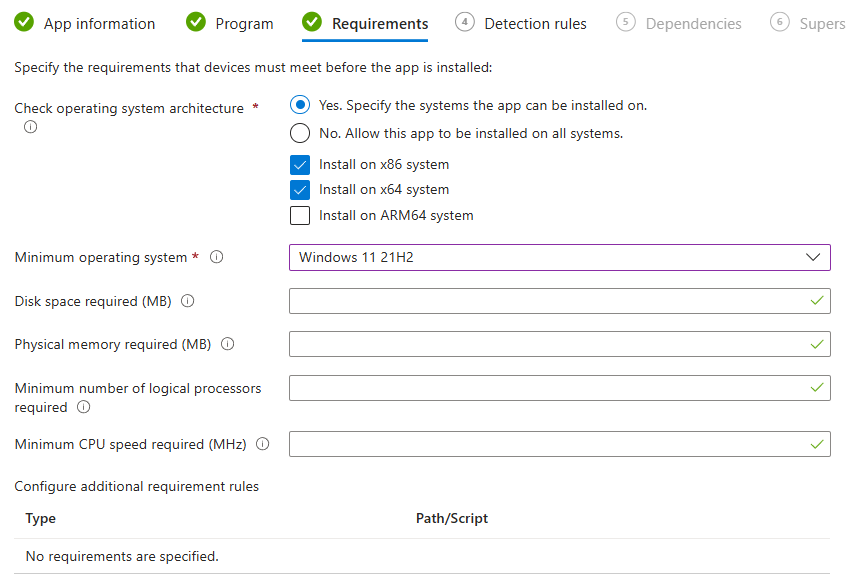 App information
Program
Requirements
4 Detection rules
5 Dependencies
6 Supers
Specify the requirements that devices must meet before the app is installed:
Check operating system architecture *
Yes. Specify the systems the app can be installed on.
No. Allow this app to be installed on all systems.
Install on x86 system
Install on x64 system
Install on ARM64 system
Minimum operating system *
Windows 11 21H2
Disk space required (MB)
Physical memory required (MB)
Minimum number of logical processors
required
Minimum CPU speed required (MHz)
Configure additional requirement rules
Type
Path/Script
No requirements are specified.